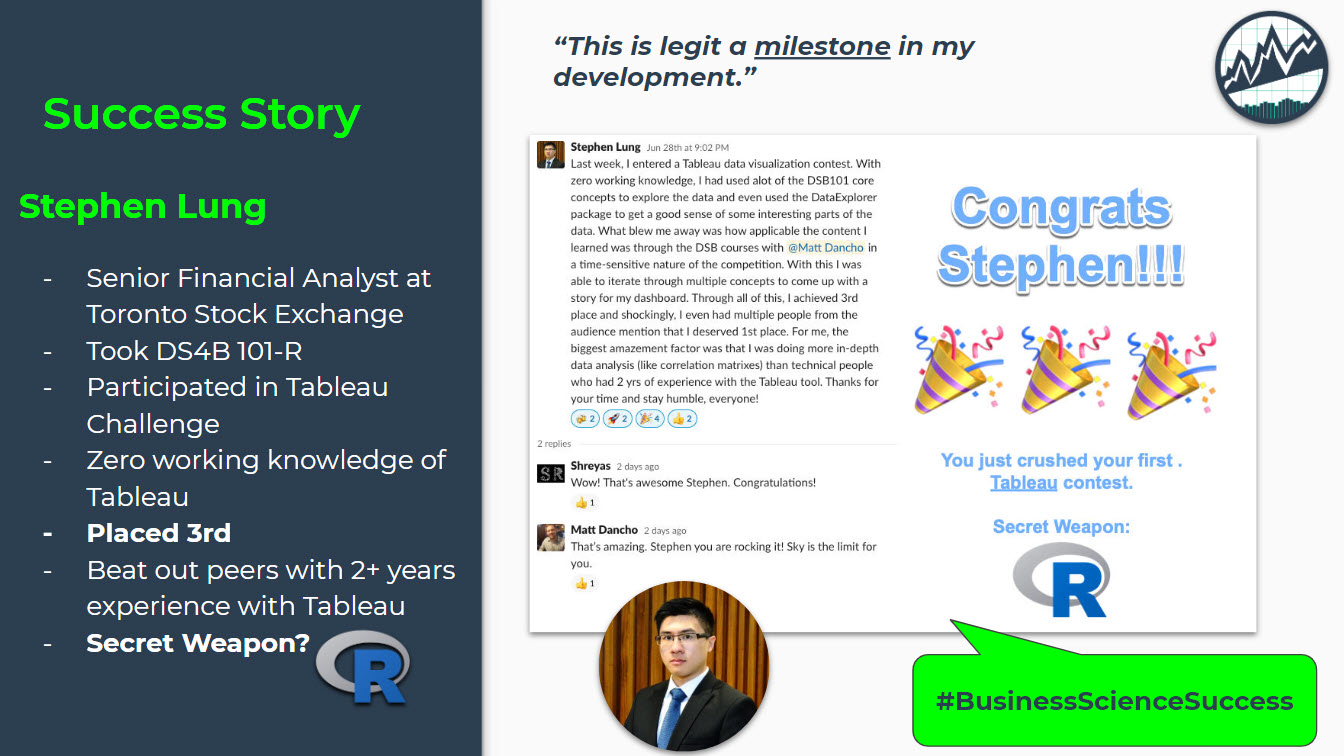 Success Story
Stephen Lung
- Senior Financial Analyst at
Toronto Stock Exchange
- Took DS4B 101-R
- Participated in Tableau
Challenge
- Zero working knowledge of
Tableau
- Placed 3rd
- Beat out peers with 2+ years
experience with Tableau
- Secret Weapon?
R
“This is legit a milestone in my
development.”
Stephen Lung Jun 28th at 9:02 PM
Last week, I entered a Tableau data visualization contest. With
zero working knowledge, I had used alot of the DSB101 core
concepts to explore the data and even used the DataExplorer
package to get a good sense of some interesting parts of the
data. What blew me away was how applicable the content I
learned was through the DSB courses with @Matt Dancho in
a time-sensitive nature of the competition. With this I was
able to iterate through multiple concepts to come up with a
story for my dashboard. Through all of this, I achieved 3rd
place and shockingly, I even had multiple people from the
audience mention that I deserved 1st place. For me, the
biggest amazement factor was that I was doing more in-depth
data analysis (like correlation matrixes) than technical people
who had 2 yrs of experience with the Tableau tool. Thanks for
your time and stay humble, everyone!
2 2 4 2
2 replies
SR
Shreyas 2 days ago
Wow! That's awesome Stephen. Congratulations!
1
Matt Dancho 2 days ago
That's amazing. Stephen you are rocking it! Sky is the limit for
you.
1
Congrats
Stephen!!!
You just crushed your first .
Tableau contest.
Secret Weapon:
R
#BusinessScienceSuccess